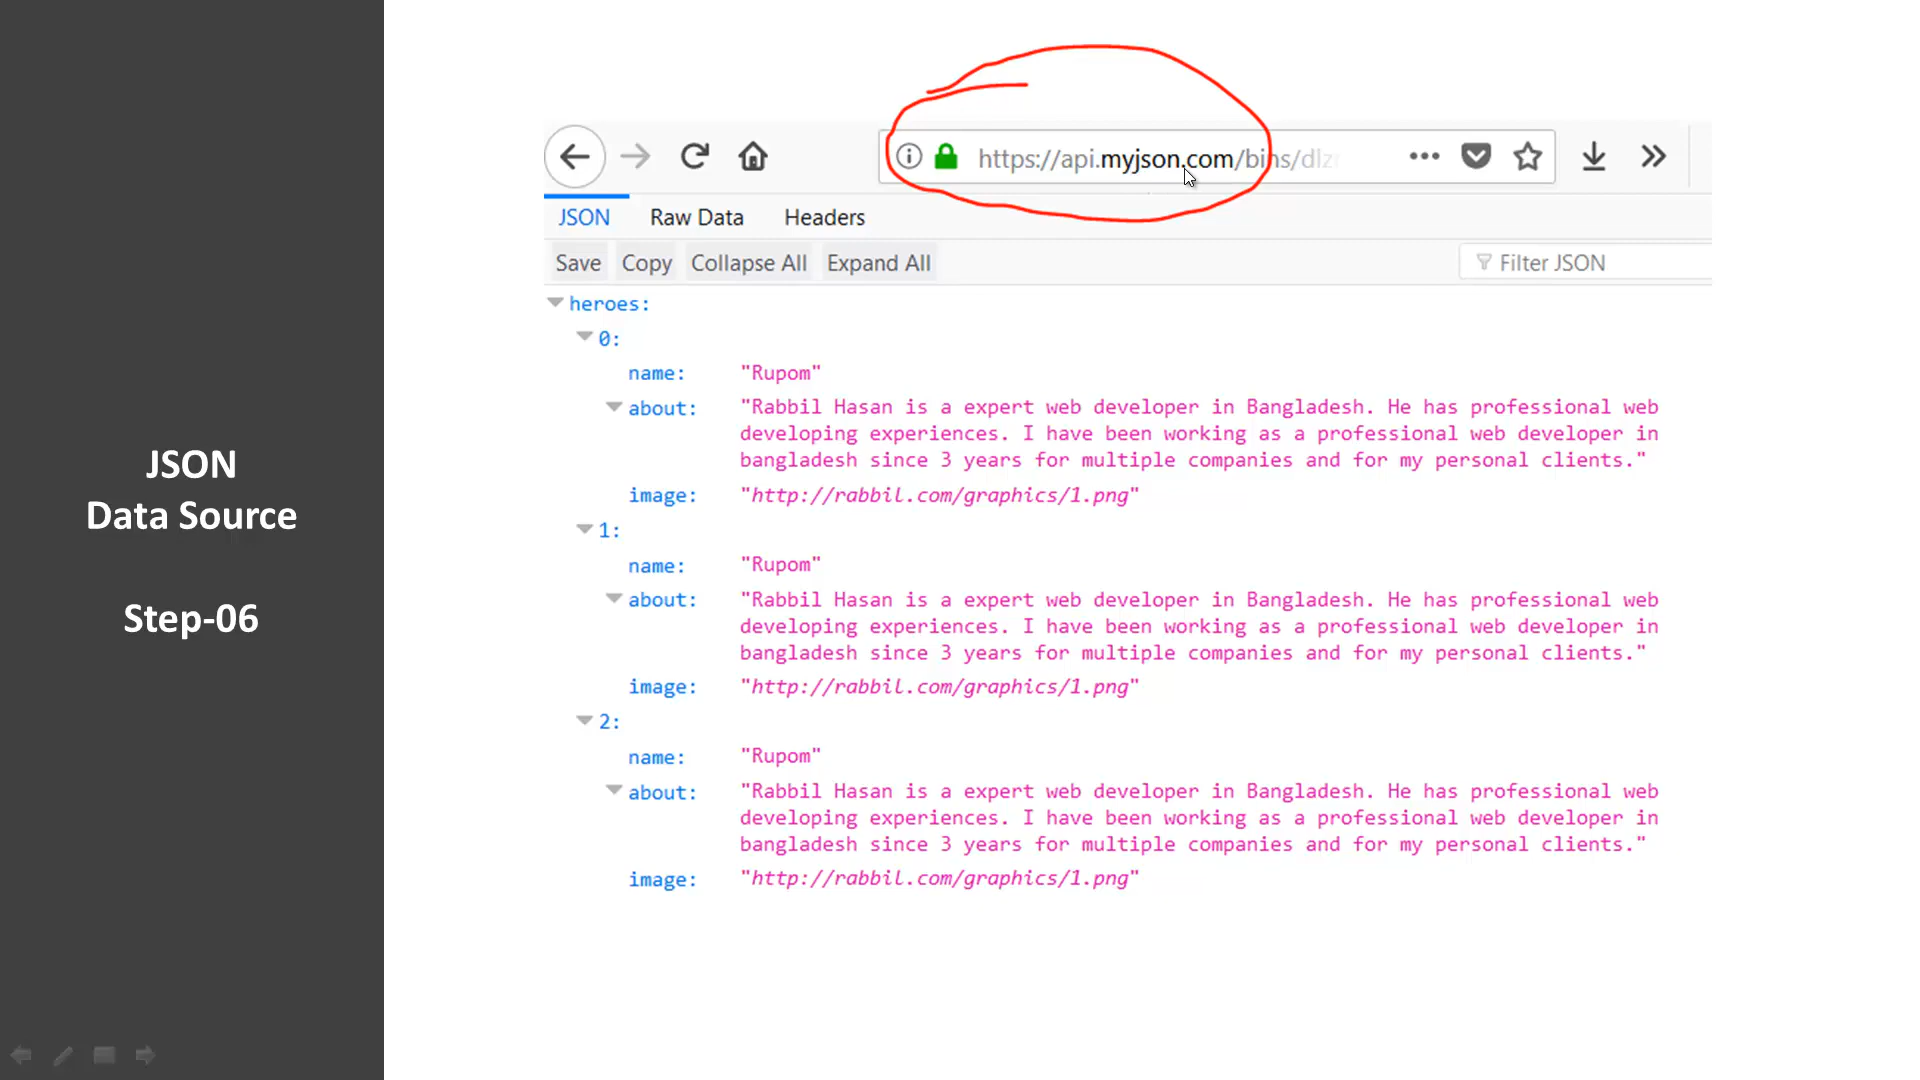 JSON
Data Source
Step-06
https://api.myjson.com/bins/dlz
JSON Raw Data Headers
Save Copy Collapse All Expand All Filter JSON
heroes:
0:
name: "Rupom"
about: "Rabbil Hasan is a expert web developer in Bangladesh. He has professional web
developing experiences. I have been working as a professional web developer in
bangladesh since 3 years for multiple companies and for my personal clients."
image: "http://rabbil.com/graphics/1.png"
1:
name: "Rupom"
about: "Rabbil Hasan is a expert web developer in Bangladesh. He has professional web
developing experiences. I have been working as a professional web developer in
bangladesh since 3 years for multiple companies and for my personal clients."
image: "http://rabbil.com/graphics/1.png"
2:
name: "Rupom"
about: "Rabbil Hasan is a expert web developer in Bangladesh. He has professional web
developing experiences. I have been working as a professional web developer in
bangladesh since 3 years for multiple companies and for my personal clients."
image: "http://rabbil.com/graphics/1.png"